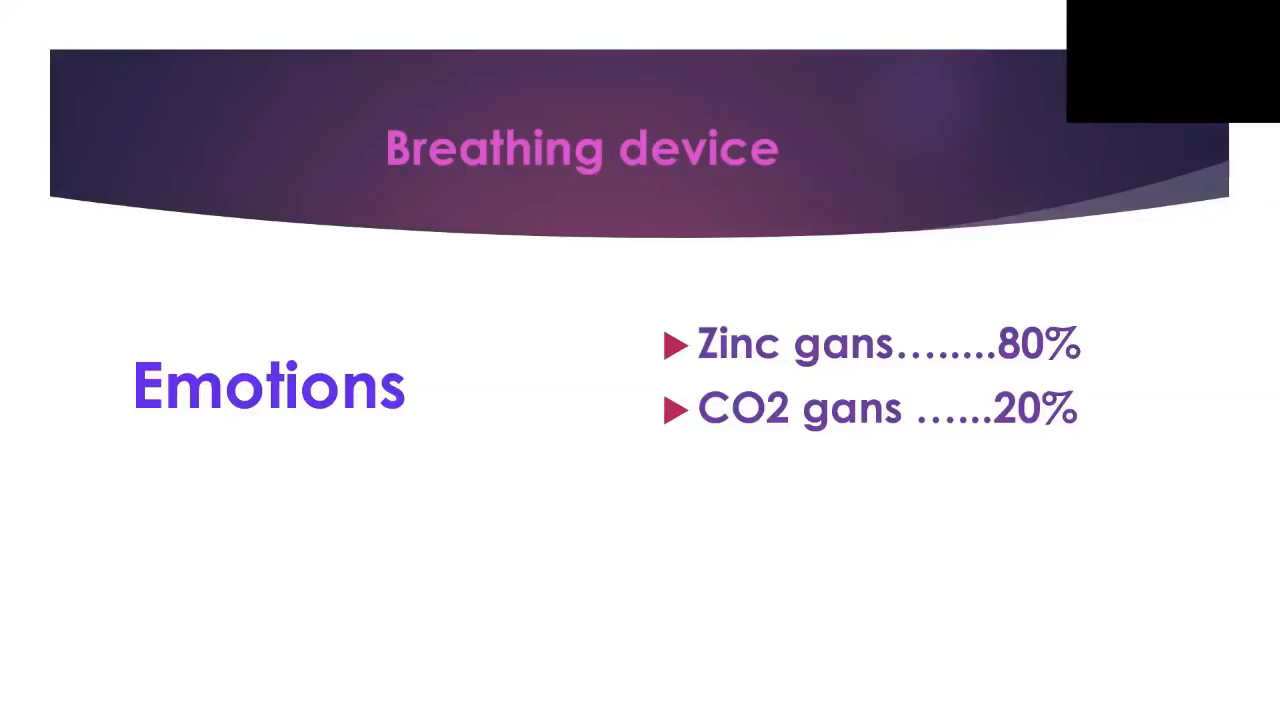 Breathing device
Emotions
Zinc gans….....80%
CO2 gans …...20%